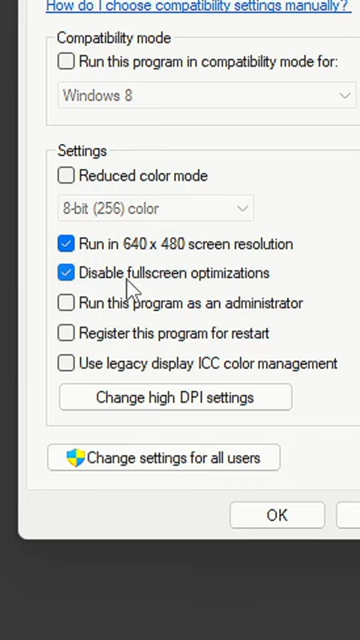 How do I choose compatibility settings manually?
Compatibility mode
Run this program in compatibility mode for:
Windows 8
Settings
Reduced color mode
8-bit (256) color
Run in 640 x 480 screen resolution
Disable fullscreen optimizations
Run this program as an administrator
Register this program for restart
Use legacy display ICC color management
Change high DPI settings
Change settings for all users
OK